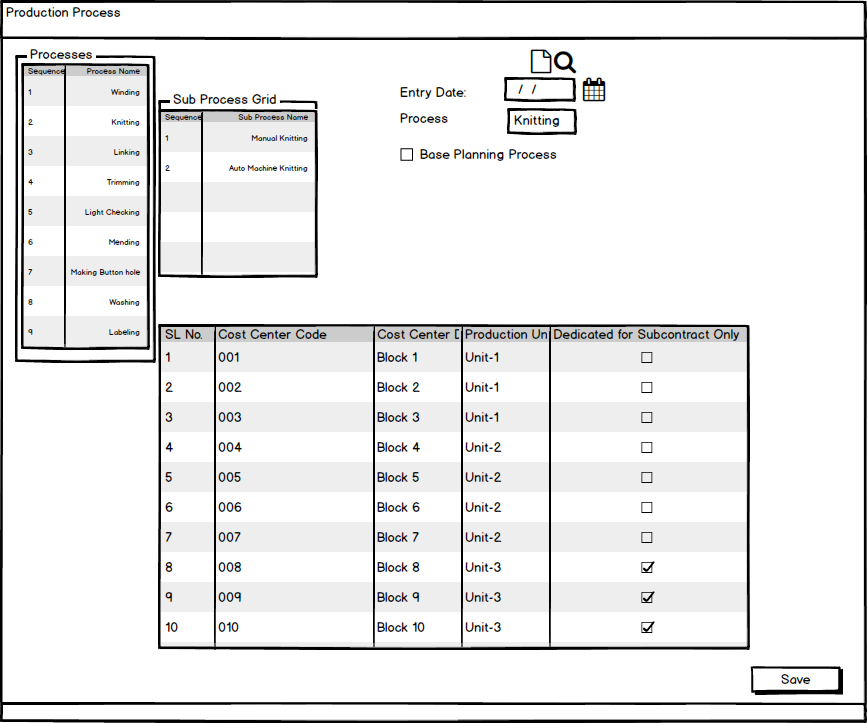 Production Process
Processes
Sequence Process Name
1 Winding
2 Knitting
3 Linking
4 Trimming
5 Light Checking
6 Mending
7 Making Button hole
8 Washing
9 Labeling
Sub Process Grid
Sequence Sub Process Name
1 Manual Knitting
2 Auto Machine Knitting
Entry Date: / /
Process Knitting
Base Planning Process
SL No. Cost Center Code Cost Center Production Un Dedicated for Subcontract Only
1 001 Block 1 Unit-1
2 002 Block 2 Unit-1
3 003 Block 3 Unit-1
4 004 Block 4 Unit-2
5 005 Block 5 Unit-2
6 006 Block 6 Unit-2
7 007 Block 7 Unit-2
8 008 Block 8 Unit-3
9 009 Block 9 Unit-3
10 010 Block 10 Unit-3
Save